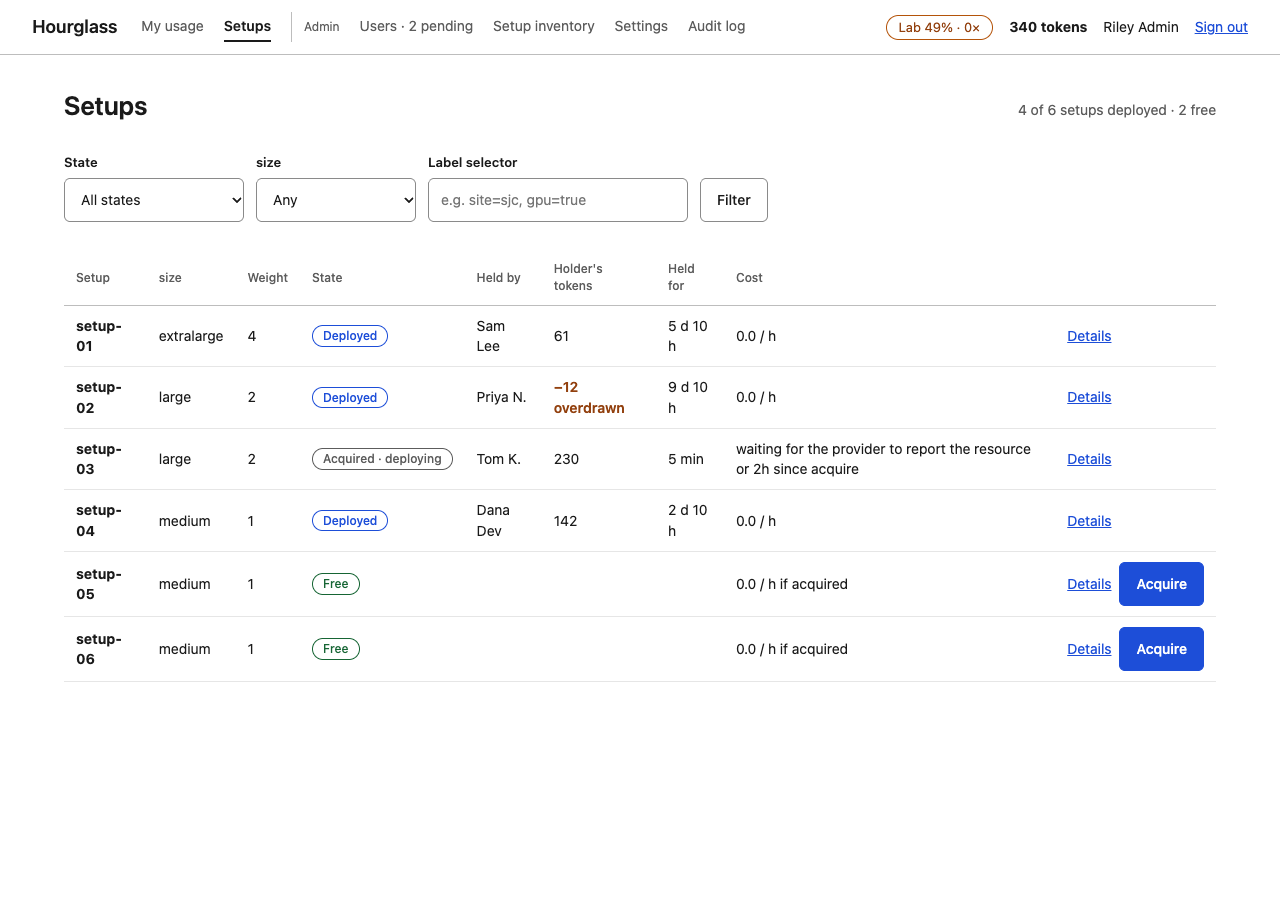 Hourglass My usage Setups Admin Users · 2 pending Setup inventory Settings Audit log Lab 49% · 0× 340 tokens Riley Admin Sign out
Setups
4 of 6 setups deployed · 2 free
State size Label selector
All states Any e.g. site=sjc, gpu=true Filter
Setup size Weight State Held by Holder's tokens Held for Cost
setup-01 extralarge 4 Deployed Sam Lee 61 5 d 10 h 0.0 / h Details
setup-02 large 2 Deployed Priya N. −12 overdrawn 9 d 10 h 0.0 / h Details
setup-03 large 2 Acquired · deploying Tom K. 230 5 min waiting for the provider to report the resource or 2h since acquire Details
setup-04 medium 1 Deployed Dana Dev 142 2 d 10 h 0.0 / h Details
setup-05 medium 1 Free 0.0 / h if acquired Details Acquire
setup-06 medium 1 Free 0.0 / h if acquired Details Acquire